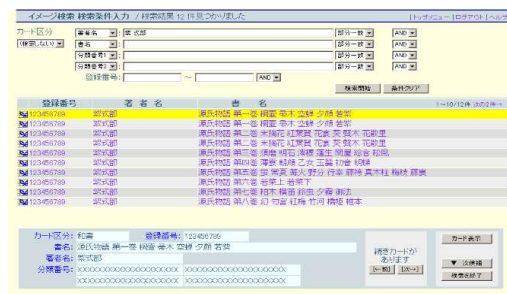 イメージ検索 検索条件入力 / 検索結果 12 件見つかりました
トップメニュー | ログアウト | ヘルプ
カード区分 著者名 : 紫式部 部分一致 AND
(検索しない) 書名 : 部分一致 AND
分類番号1 : 部分一致 AND
分類番号2 : 部分一致 AND
登録番号: ～ AND
検索開始 条件クリア
登録番号 著者名 書名 1～10/12件 次の2件→
123456789 紫式部 源氏物語 第一巻 桐壺 帚木 空蝉 夕顔 若紫
123456789 紫式部 源氏物語 第一巻 桐壺 帚木 空蝉 夕顔 若紫
123456789 紫式部 源氏物語 第二巻 末摘花 紅葉賀 花宴 葵 賢木 花散里
123456789 紫式部 源氏物語 第二巻 末摘花 紅葉賀 花宴 葵 賢木 花散里
123456789 紫式部 源氏物語 第三巻 須磨 明石 澪標 蓬生 関屋 絵合 松風
123456789 紫式部 源氏物語 第四巻 薄雲 朝顔 乙女 玉鬘 初音 胡蝶
123456789 紫式部 源氏物語 第五巻 蛍 常夏 篝火 野分 行幸 藤袴 真木柱 梅枝 藤裏
123456789 紫式部 源氏物語 第六巻 若菜上 若菜下
123456789 紫式部 源氏物語 第七巻 柏木 横笛 鈴虫 夕霧 御法
123456789 紫式部 源氏物語 第八巻 幻 匂宮 紅梅 竹河 橋姫 椎本
カード区分: 和書 登録番号: 123456789
書名: 源氏物語 第一巻 桐壺 帚木 空蝉 夕顔 若紫
著者名: 紫式部
分類番号: XXXXXXXXXXXXXXXXXXXX XXXXXXXXXXXXXXXXXXXX
XXXXXXXXXXXXXXXXXXXX XXXXXXXXXXXXXXXXXXXX
続きカードが
あります
[←前] [次→]
カード表示
▼ 次候補
検索を終了